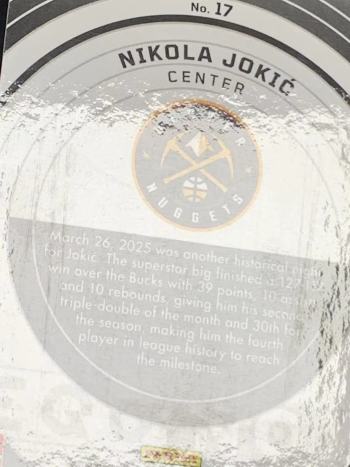 No. 17
NIKOLA JOKIĆ
CENTER
NUGGETS
March 26, 2025 was another historical night
for Jokić. The superstar big finished a 127-
win over the Bucks with 39 points, 10
and 10 rebounds, giving him his second
triple-double of the month and 30th for
the season, making him the fourth
player in league history to reach
the milestone.